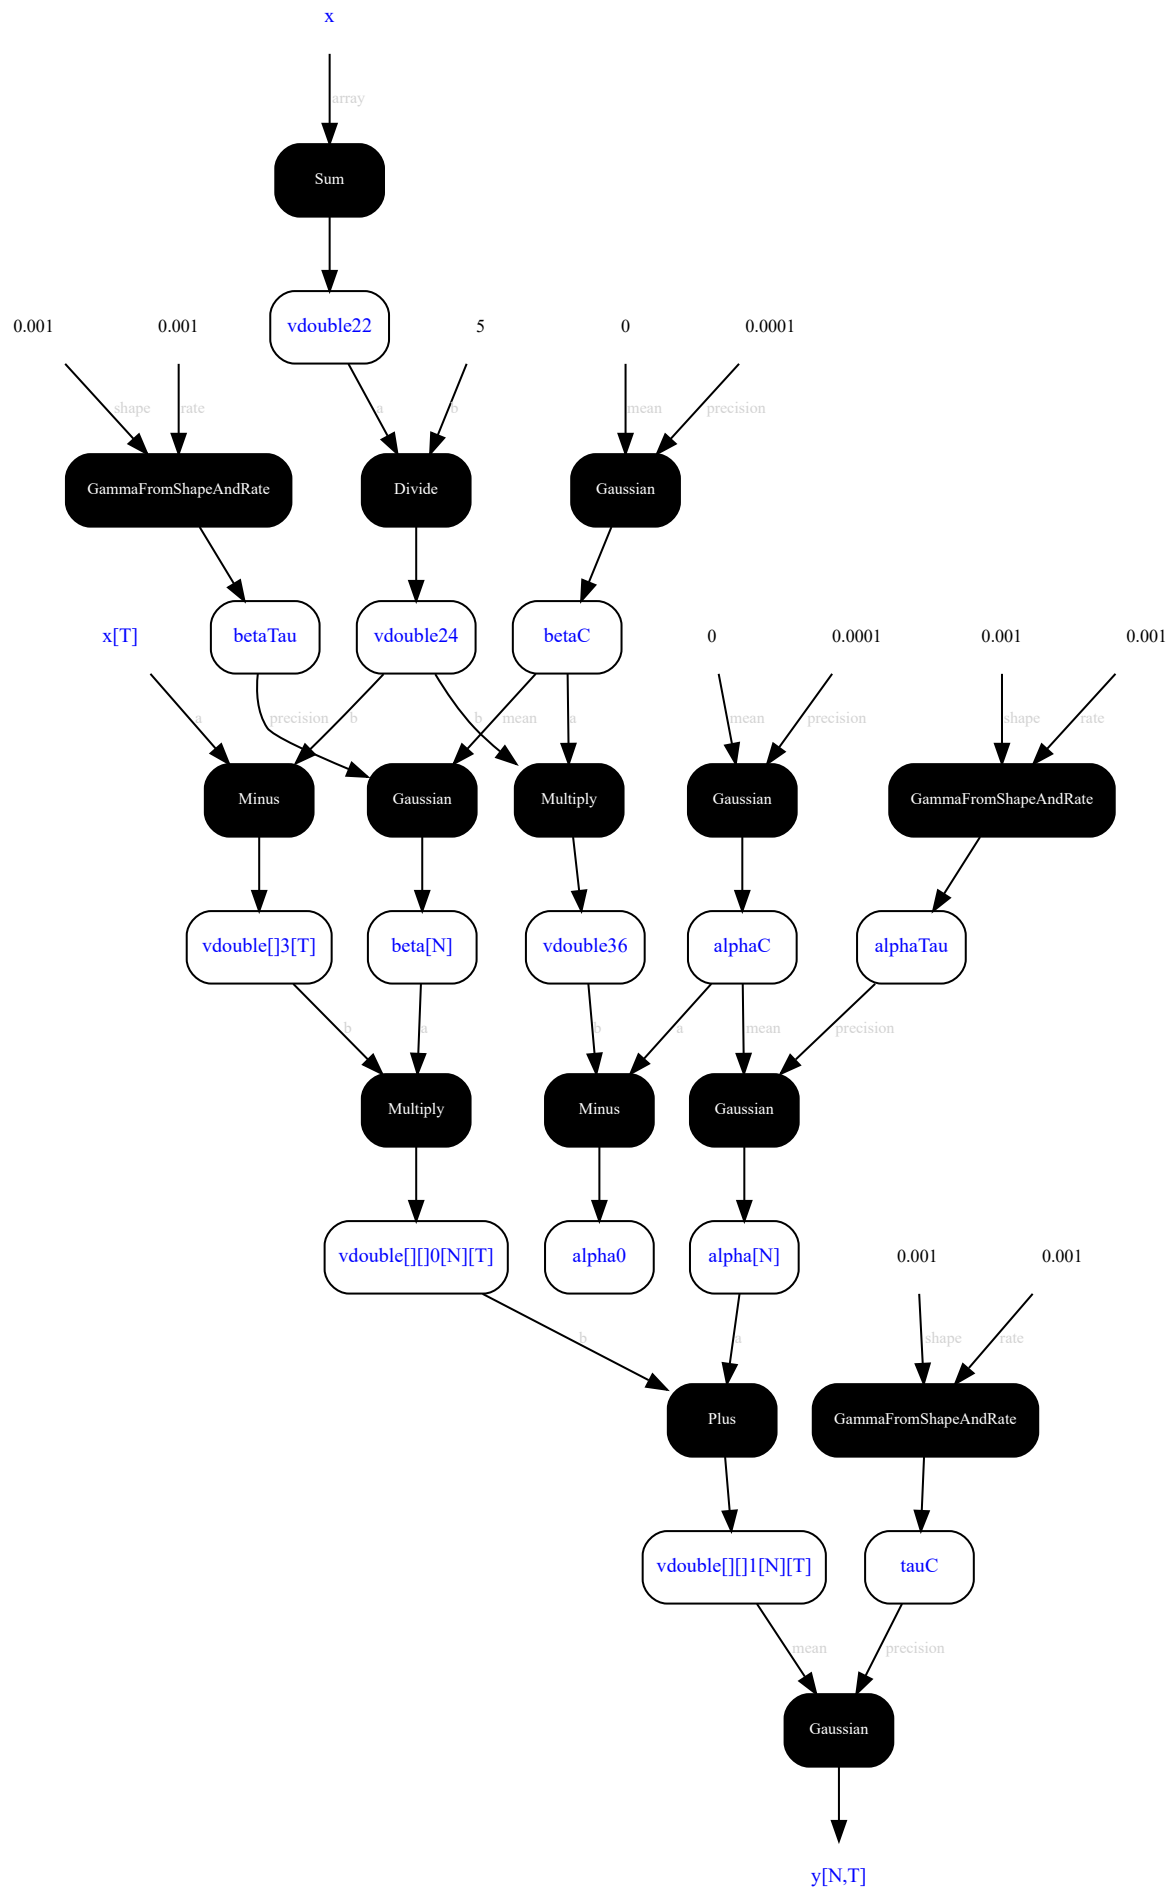 x
array
Sum
vdouble22
0.001
0.001
5
0
0.0001
shape
rate
a
b
mean
precision
GammaFromShapeAndRate
Divide
Gaussian
x[T]
betaTau
vdouble24
betaC
0
0.0001
0.001
0.001
a
precision
b
b
mean
a
mean
precision
shape
rate
Minus
Gaussian
Multiply
Gaussian
GammaFromShapeAndRate
vdouble[]3[T]
beta[N]
vdouble36
alphaC
alphaTau
b
a
b
a
mean
precision
Multiply
Minus
Gaussian
vdouble[][]0[N][T]
alpha0
alpha[N]
0.001
0.001
b
a
shape
rate
Plus
GammaFromShapeAndRate
vdouble[][]1[N][T]
tauC
mean
precision
Gaussian
y[N,T]